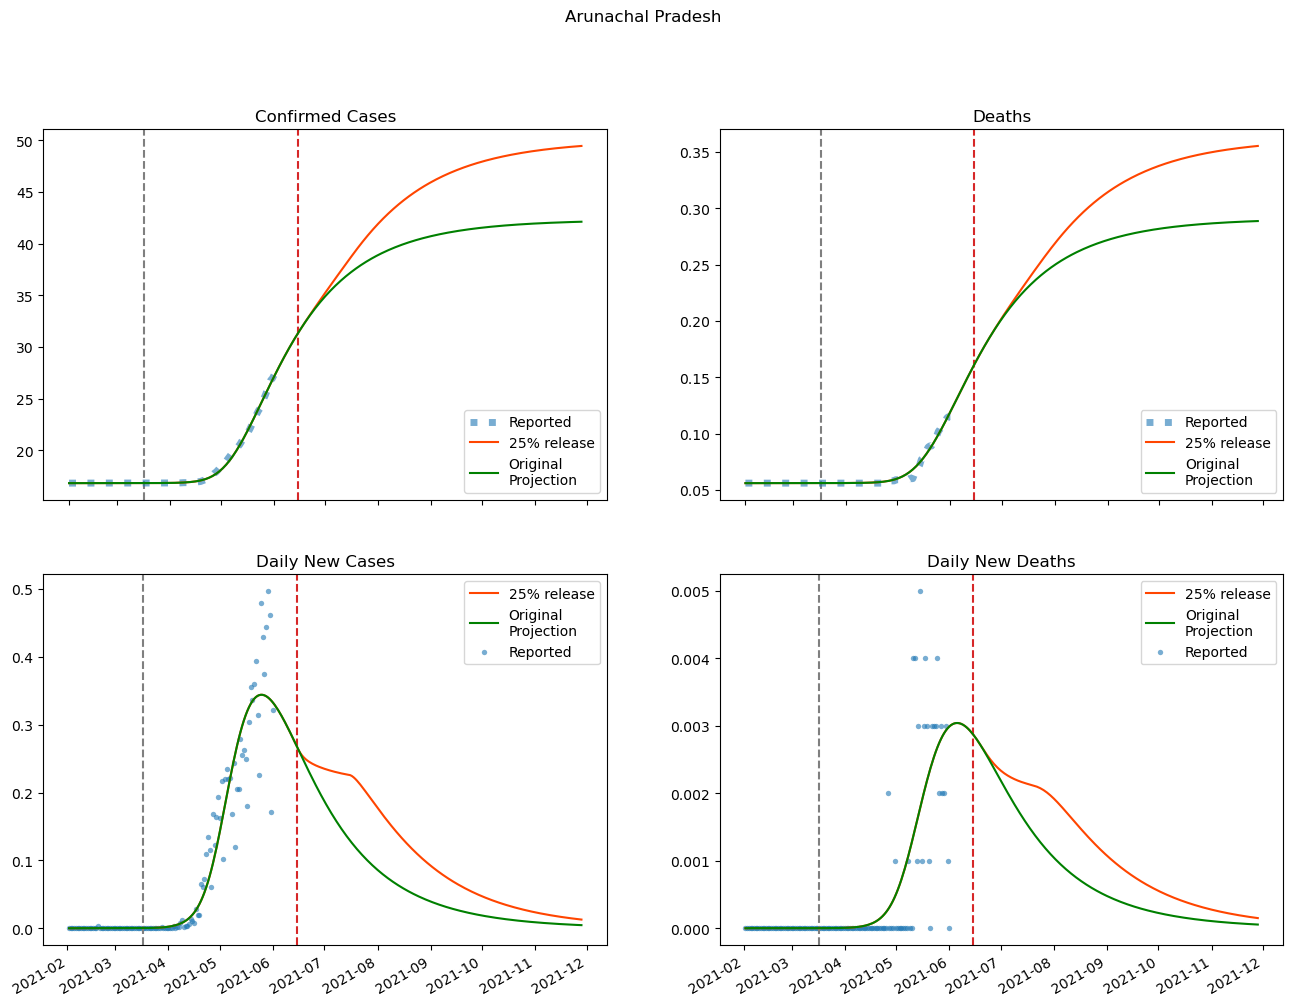 Arunachal Pradesh
Confirmed Cases
50
45
40
35
30
25
20
Reported
25% release
Original
Projection
Deaths
0.35
0.30
0.25
0.20
0.15
0.10
0.05
Reported
25% release
Original
Projection
Daily New Cases
0.5
0.4
0.3
0.2
0.1
0.0
25% release
Original
Projection
Reported
2021-02
2021-03
2021-04
2021-05
2021-06
2021-07
2021-08
2021-09
2021-10
2021-11
2021-12
Daily New Deaths
0.005
0.004
0.003
0.002
0.001
0.000
25% release
Original
Projection
Reported
2021-02
2021-03
2021-04
2021-05
2021-06
2021-07
2021-08
2021-09
2021-10
2021-11
2021-12